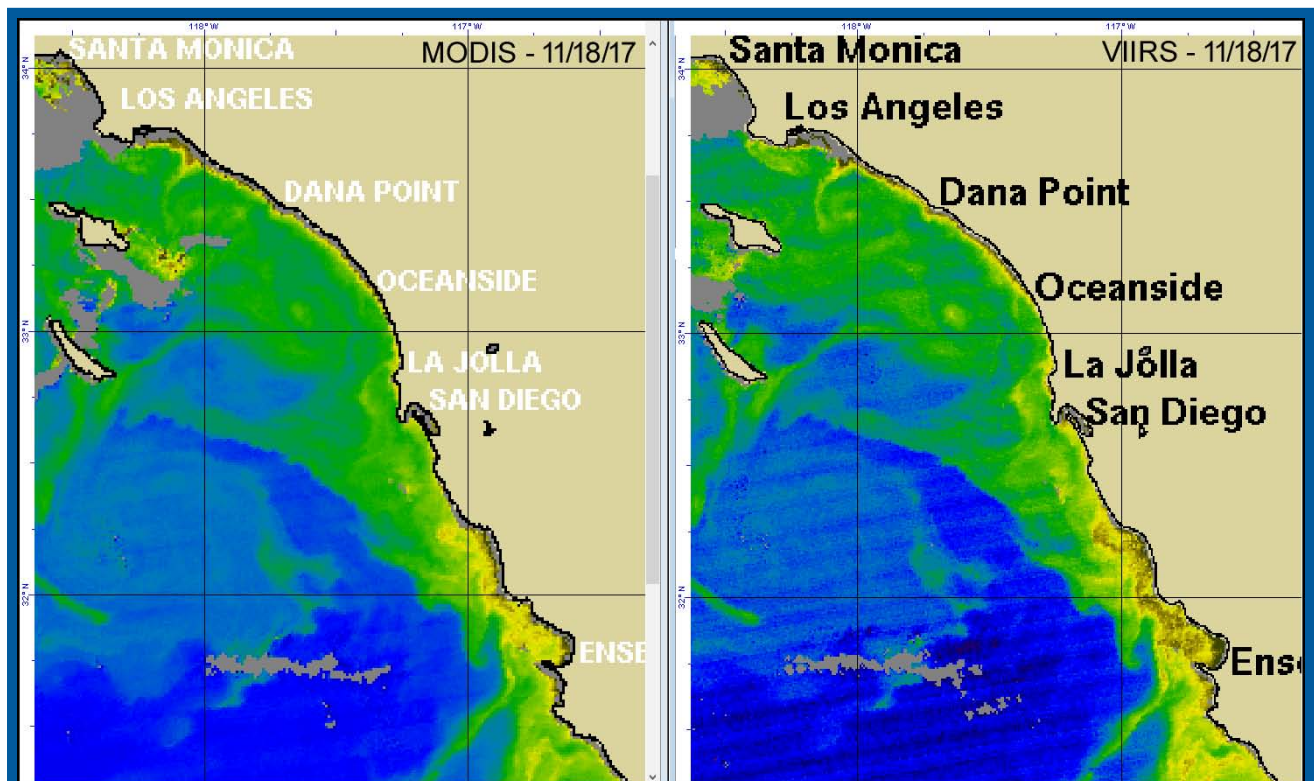 118° W
117° W
SANTA MONICA
MODIS - 11/18/17
34° N
LOS ANGELES
DANA POINT
OCEANSIDE
33° N
LA JOLLA
SAN DIEGO
32° N
ENSE
118° W
117° W
Santa Monica
VIIRS - 11/18/17
34° N
Los Angeles
Dana Point
Oceanside
33° N
La Jolla
San Diego
32° N
Ense